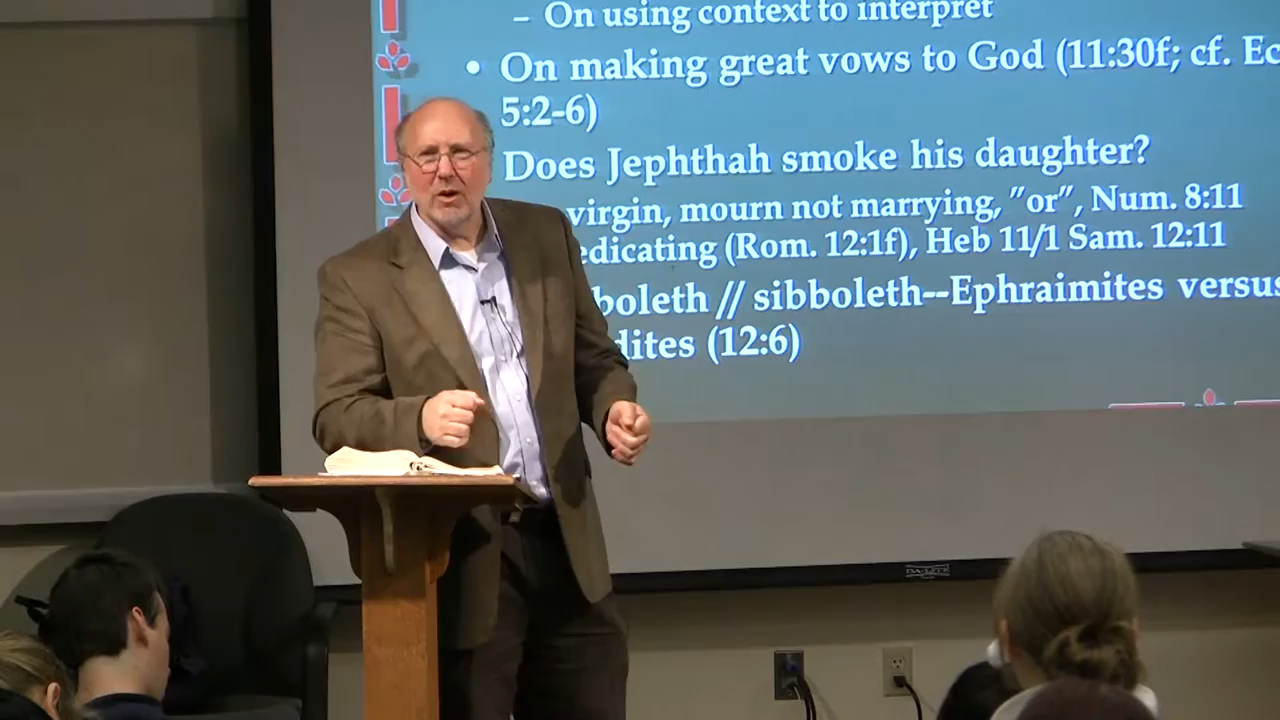 – On using context to interpret
• On making great vows to God (11:30f; cf. Ec
5:2-6)
Does Jephthah smoke his daughter?
virgin, mourn not marrying, ”or”, Num. 8:11
edicating (Rom. 12:1f), Heb 11/1 Sam. 12:11
boleth // sibboleth--Ephraimites versus
dites (12:6)
DA-LITE